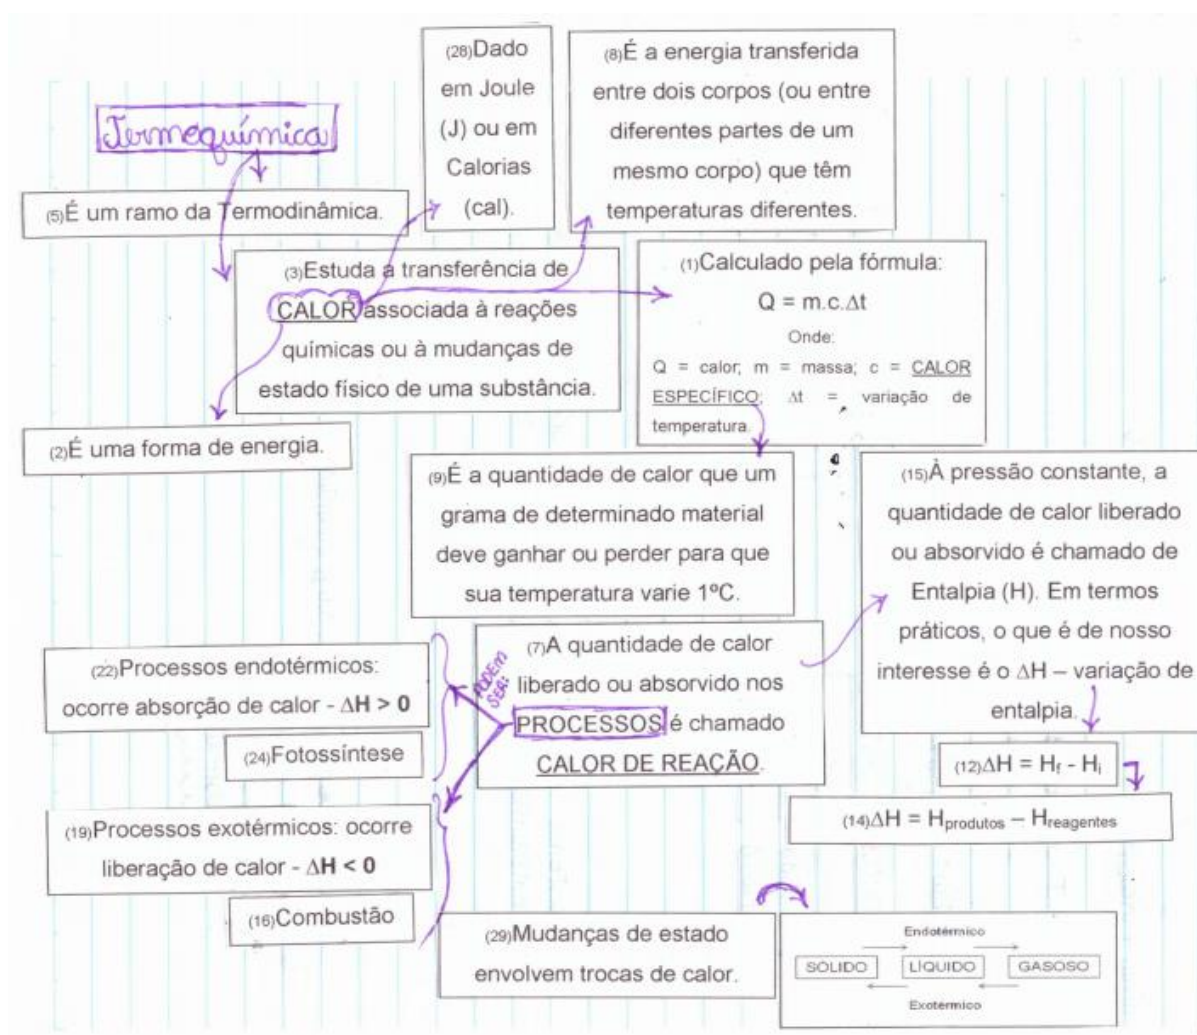 Termoquímica
(28)Dado
em Joule
(J) ou em
Calorias
(cal).
(8)É a energia transferida
entre dois corpos (ou entre
diferentes partes de um
mesmo corpo) que têm
temperaturas diferentes.
(5)É um ramo da Termodinâmica.
(3)Estuda a transferência de
CALOR associada à reações
químicas ou à mudanças de
estado físico de uma substância.
(1)Calculado pela fórmula:
Q = m.c.Δt
Onde:
Q = calor; m = massa; c = CALOR
ESPECÍFICO; Δt = variação de
temperatura.
(2)É uma forma de energia.
(9)É a quantidade de calor que um
grama de determinado material
deve ganhar ou perder para que
sua temperatura varie 1ºC.
(15)À pressão constante, a
quantidade de calor liberado
ou absorvido é chamado de
Entalpia (H). Em termos
práticos, o que é de nosso
interesse é o ΔH – variação de
entalpia.
(7)A quantidade de calor
liberado ou absorvido nos
PROCESSOS é chamado
CALOR DE REAÇÃO.
PODEM
SER:
(22)Processos endotérmicos:
ocorre absorção de calor - ΔH > 0
(24)Fotossíntese
(12)ΔH = Hf - Hi
(14)ΔH = Hprodutos – Hreagentes
(19)Processos exotérmicos: ocorre
liberação de calor - ΔH < 0
(16)Combustão
(29)Mudanças de estado
envolvem trocas de calor.
Endotérmico
SÓLIDO LÍQUIDO GASOSO
Exotérmico